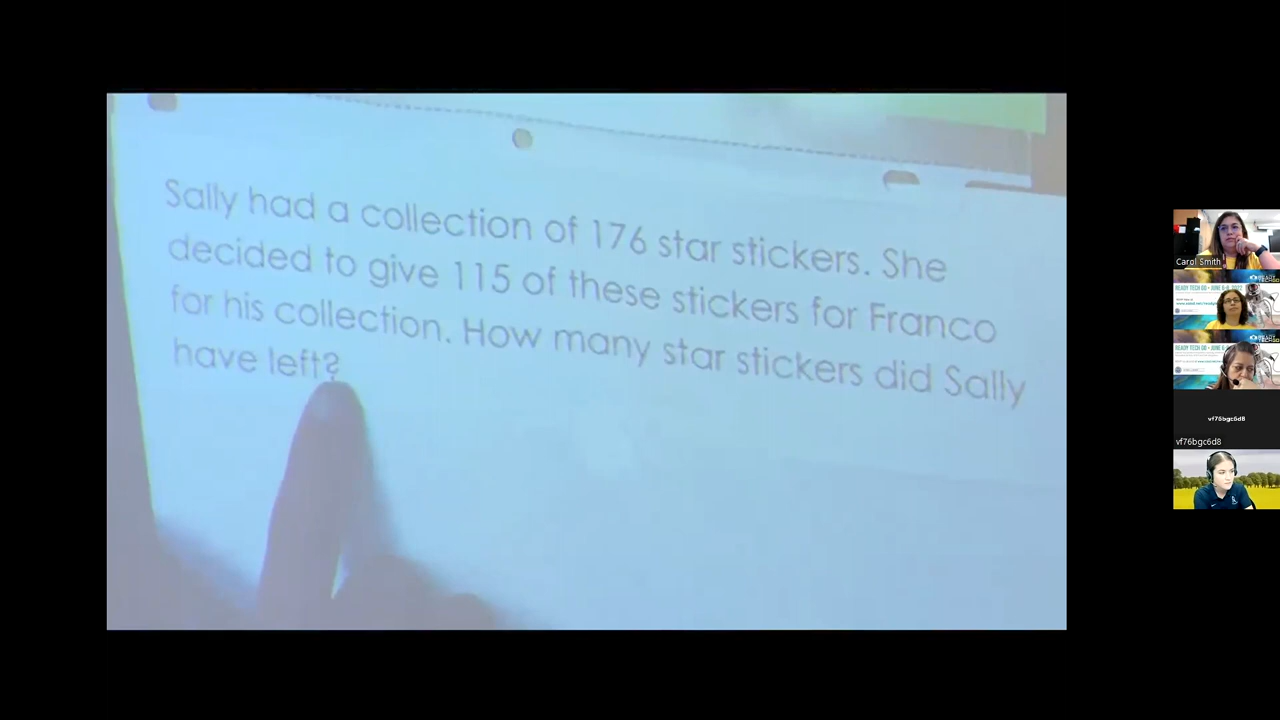 Sally had a collection of 176 star stickers. She
decided to give 115 of these stickers for Franco
for his collection. How many star stickers did Sally
have left?
Carol Smith
vf76bgc6d8
vf76bgc6d8